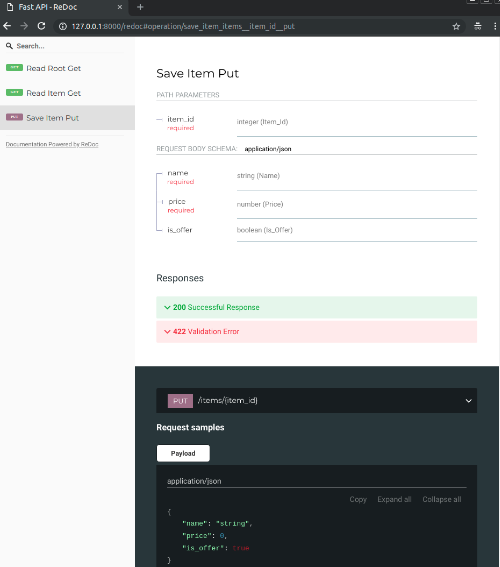 Fast API - ReDoc
127.0.0.1:8000/redoc#operation/save_item_items__item_id__put
Search...
GET Read Root Get
GET Read Item Get
PUT Save Item Put
Documentation Powered by ReDoc
Save Item Put
PATH PARAMETERS
item_id
required
integer (Item_Id)
REQUEST BODY SCHEMA: application/json
name
required
string (Name)
price
required
number (Price)
is_offer
boolean (Is_Offer)
Responses
200 Successful Response
422 Validation Error
PUT /items/{item_id}
Request samples
Payload
application/json
Copy Expand all Collapse all
{
"name": "string",
"price": 0,
"is_offer": true
}